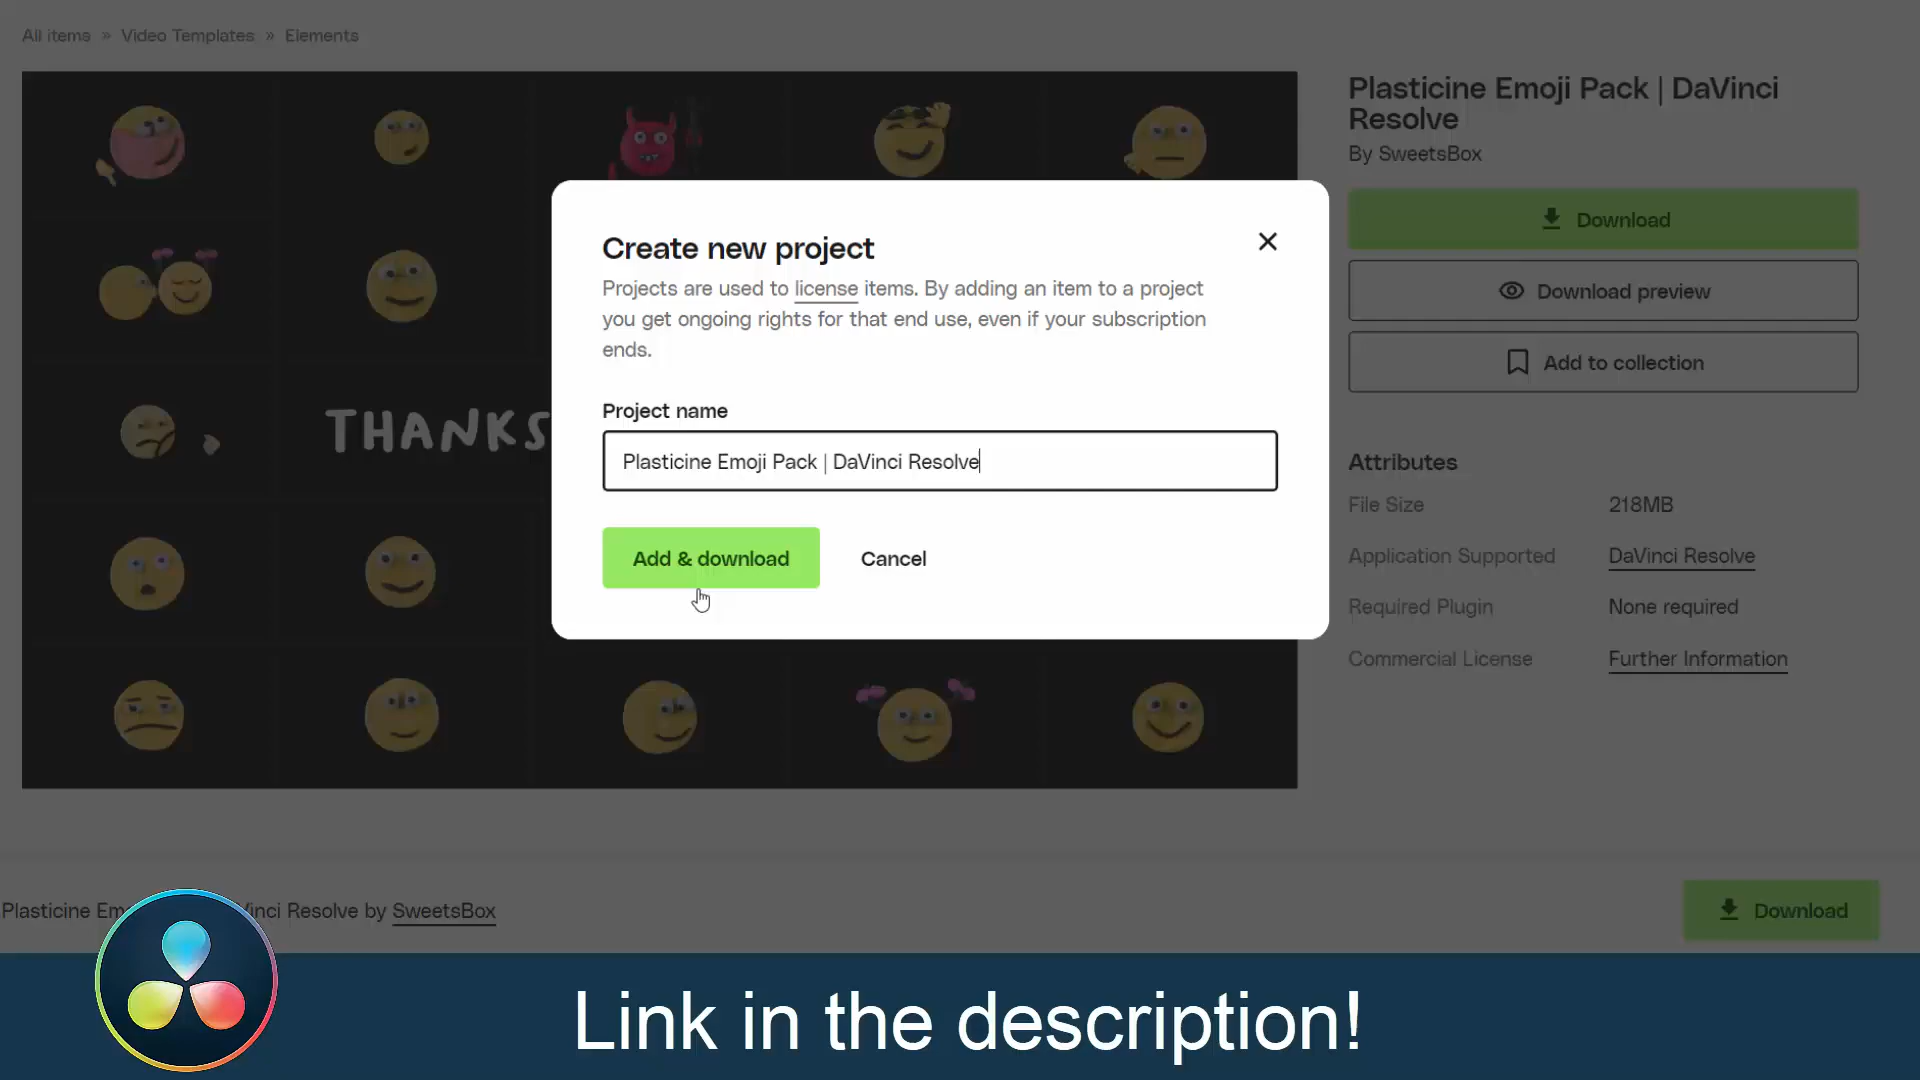 All items » Video Templates » Elements
Plasticine Emoji Pack | DaVinci
Resolve
By SweetsBox
Download
Download preview
Add to collection
Attributes
File Size 218MB
Application Supported DaVinci Resolve
Required Plugin None required
Commercial License Further Information
THANKS
Create new project
Projects are used to license items. By adding an item to a project
you get ongoing rights for that end use, even if your subscription
ends.
Project name
Plasticine Emoji Pack | DaVinci Resolve
Add & download Cancel
Plasticine Em
Vinci Resolve by SweetsBox
Download
Link in the description!